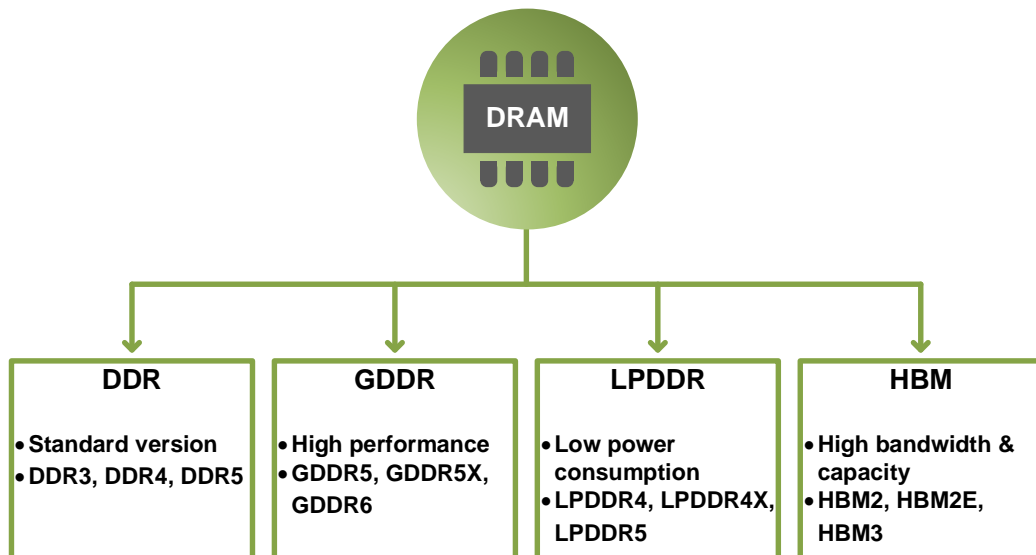 DRAM
DDR
• Standard version
• DDR3, DDR4, DDR5
GDDR
• High performance
• GDDR5, GDDR5X,
GDDR6
LPDDR
• Low power
consumption
• LPDDR4, LPDDR4X,
LPDDR5
HBM
• High bandwidth &
capacity
• HBM2, HBM2E,
HBM3